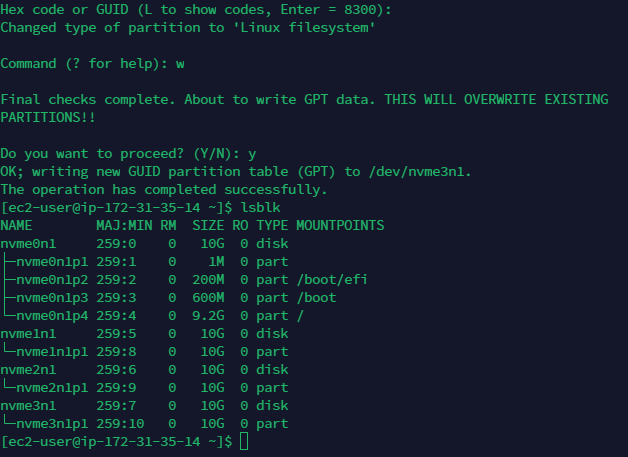 Hex code or GUID (L to show codes, Enter = 8300):
Changed type of partition to 'Linux filesystem'

Command (? for help): w

Final checks complete. About to write GPT data. THIS WILL OVERWRITE EXISTING
PARTITIONS!!

Do you want to proceed? (Y/N): y
OK; writing new GUID partition table (GPT) to /dev/nvme3n1.
The operation has completed successfully.
[ec2-user@ip-172-31-35-14 ~]$ lsblk
NAME        MAJ:MIN RM  SIZE RO TYPE MOUNTPOINTS
nvme0n1     259:0    0   10G  0 disk
├─nvme0n1p1 259:1    0    1M  0 part
├─nvme0n1p2 259:2    0  200M  0 part /boot/efi
├─nvme0n1p3 259:3    0  600M  0 part /boot
└─nvme0n1p4 259:4    0  9.2G  0 part /
nvme1n1     259:5    0   10G  0 disk
└─nvme1n1p1 259:8    0   10G  0 part
nvme2n1     259:6    0   10G  0 disk
└─nvme2n1p1 259:9    0   10G  0 part
nvme3n1     259:7    0   10G  0 disk
└─nvme3n1p1 259:10   0   10G  0 part
[ec2-user@ip-172-31-35-14 ~]$